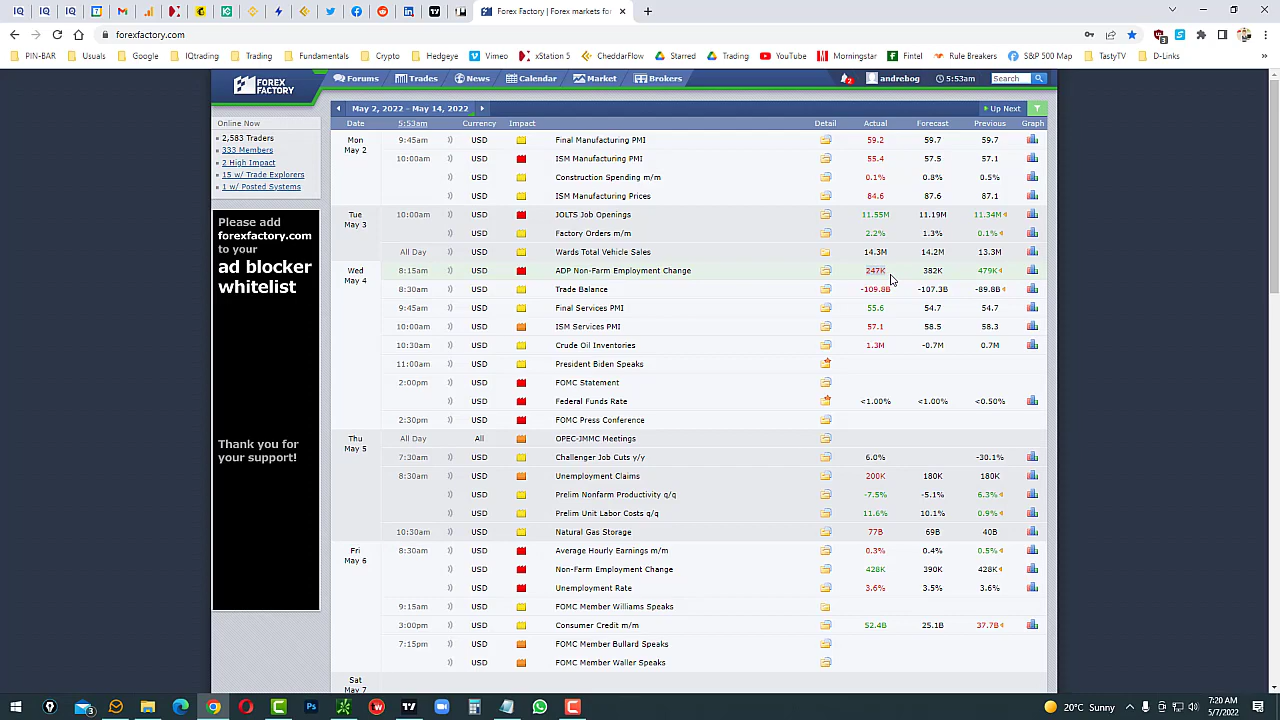 Forex Factory | Forex markets for
forexfactory.com
PIN-BAR Usuals Google IQtrading Trading Fundamentals Crypto Hedgeye Vimeo xStation 5 CheddarFlow Starred Trading YouTube Morningstar Fintel Rule Breakers S&P 500 Map TastyTV D-Links
FOREX FACTORY
Forums Trades News Calendar Market Brokers 2 andrebog 5:53am Search
Online Now
2,583 Traders
333 Members
2 High Impact
15 w/ Trade Explorers
1 w/ Posted Systems
Please add
forexfactory.com
to your
ad blocker
whitelist
Thank you for
your support!
May 2, 2022 - May 14, 2022 Up Next
Date 5:53am Currency Impact Detail Actual Forecast Previous Graph
Mon May 2 9:45am USD Final Manufacturing PMI 59.2 59.7 59.7
10:00am USD ISM Manufacturing PMI 55.4 57.5 57.1
USD Construction Spending m/m 0.1% 0.8% 0.5%
USD ISM Manufacturing Prices 84.6 87.6 87.1
Tue May 3 10:00am USD JOLTS Job Openings 11.55M 11.19M 11.34M
USD Factory Orders m/m 2.2% 1.3% 0.1%
All Day USD Wards Total Vehicle Sales 14.3M 14.2M 13.3M
Wed May 4 8:15am USD ADP Non-Farm Employment Change 247K 382K 479K
8:30am USD Trade Balance -109.8B -107.3B -89.8B
9:45am USD Final Services PMI 55.6 54.7 54.7
10:00am USD ISM Services PMI 57.1 58.5 58.3
10:30am USD Crude Oil Inventories 1.3M -0.7M 0.7M
11:00am USD President Biden Speaks
2:00pm USD FOMC Statement
USD Federal Funds Rate <1.00% <1.00% <0.50%
2:30pm USD FOMC Press Conference
Thu May 5 All Day All OPEC-JMMC Meetings
7:30am USD Challenger Job Cuts y/y 6.0% -30.1%
8:30am USD Unemployment Claims 200K 180K 180K
USD Prelim Nonfarm Productivity q/q -7.5% -5.1% 6.3%
USD Prelim Unit Labor Costs q/q 11.6% 10.1% 0.9%
10:30am USD Natural Gas Storage 77B 69B 40B
Fri May 6 8:30am USD Average Hourly Earnings m/m 0.3% 0.4% 0.5%
USD Non-Farm Employment Change 428K 390K 428K
USD Unemployment Rate 3.6% 3.5% 3.6%
9:15am USD FOMC Member Williams Speaks
3:00pm USD Consumer Credit m/m 52.4B 25.1B 37.7B
7:15pm USD FOMC Member Bullard Speaks
USD FOMC Member Waller Speaks
Sat May 7
20°C Sunny
7:20 AM
5/7/2022